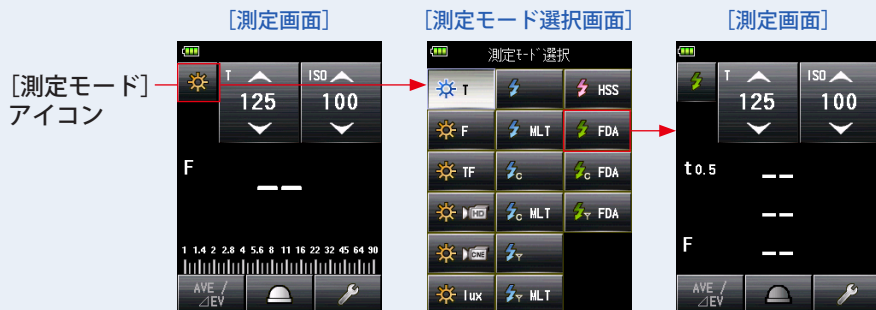 [測定画面]
[測定モード選択画面]
[測定画面]
[測定モード]
アイコン
T
125
ISO
100
F
1 1.4 2 2.8 4 5.6 8 11 16 22 32 45 64 90
AVE /
⊿EV
測定ﾓｰﾄﾞ選択
T
HSS
F
MLT
FDA
TF
C
C FDA
HD
C MLT
Y FDA
CINE
Y
lux
Y MLT
T
125
ISO
100
t0.5
F
AVE /
⊿EV